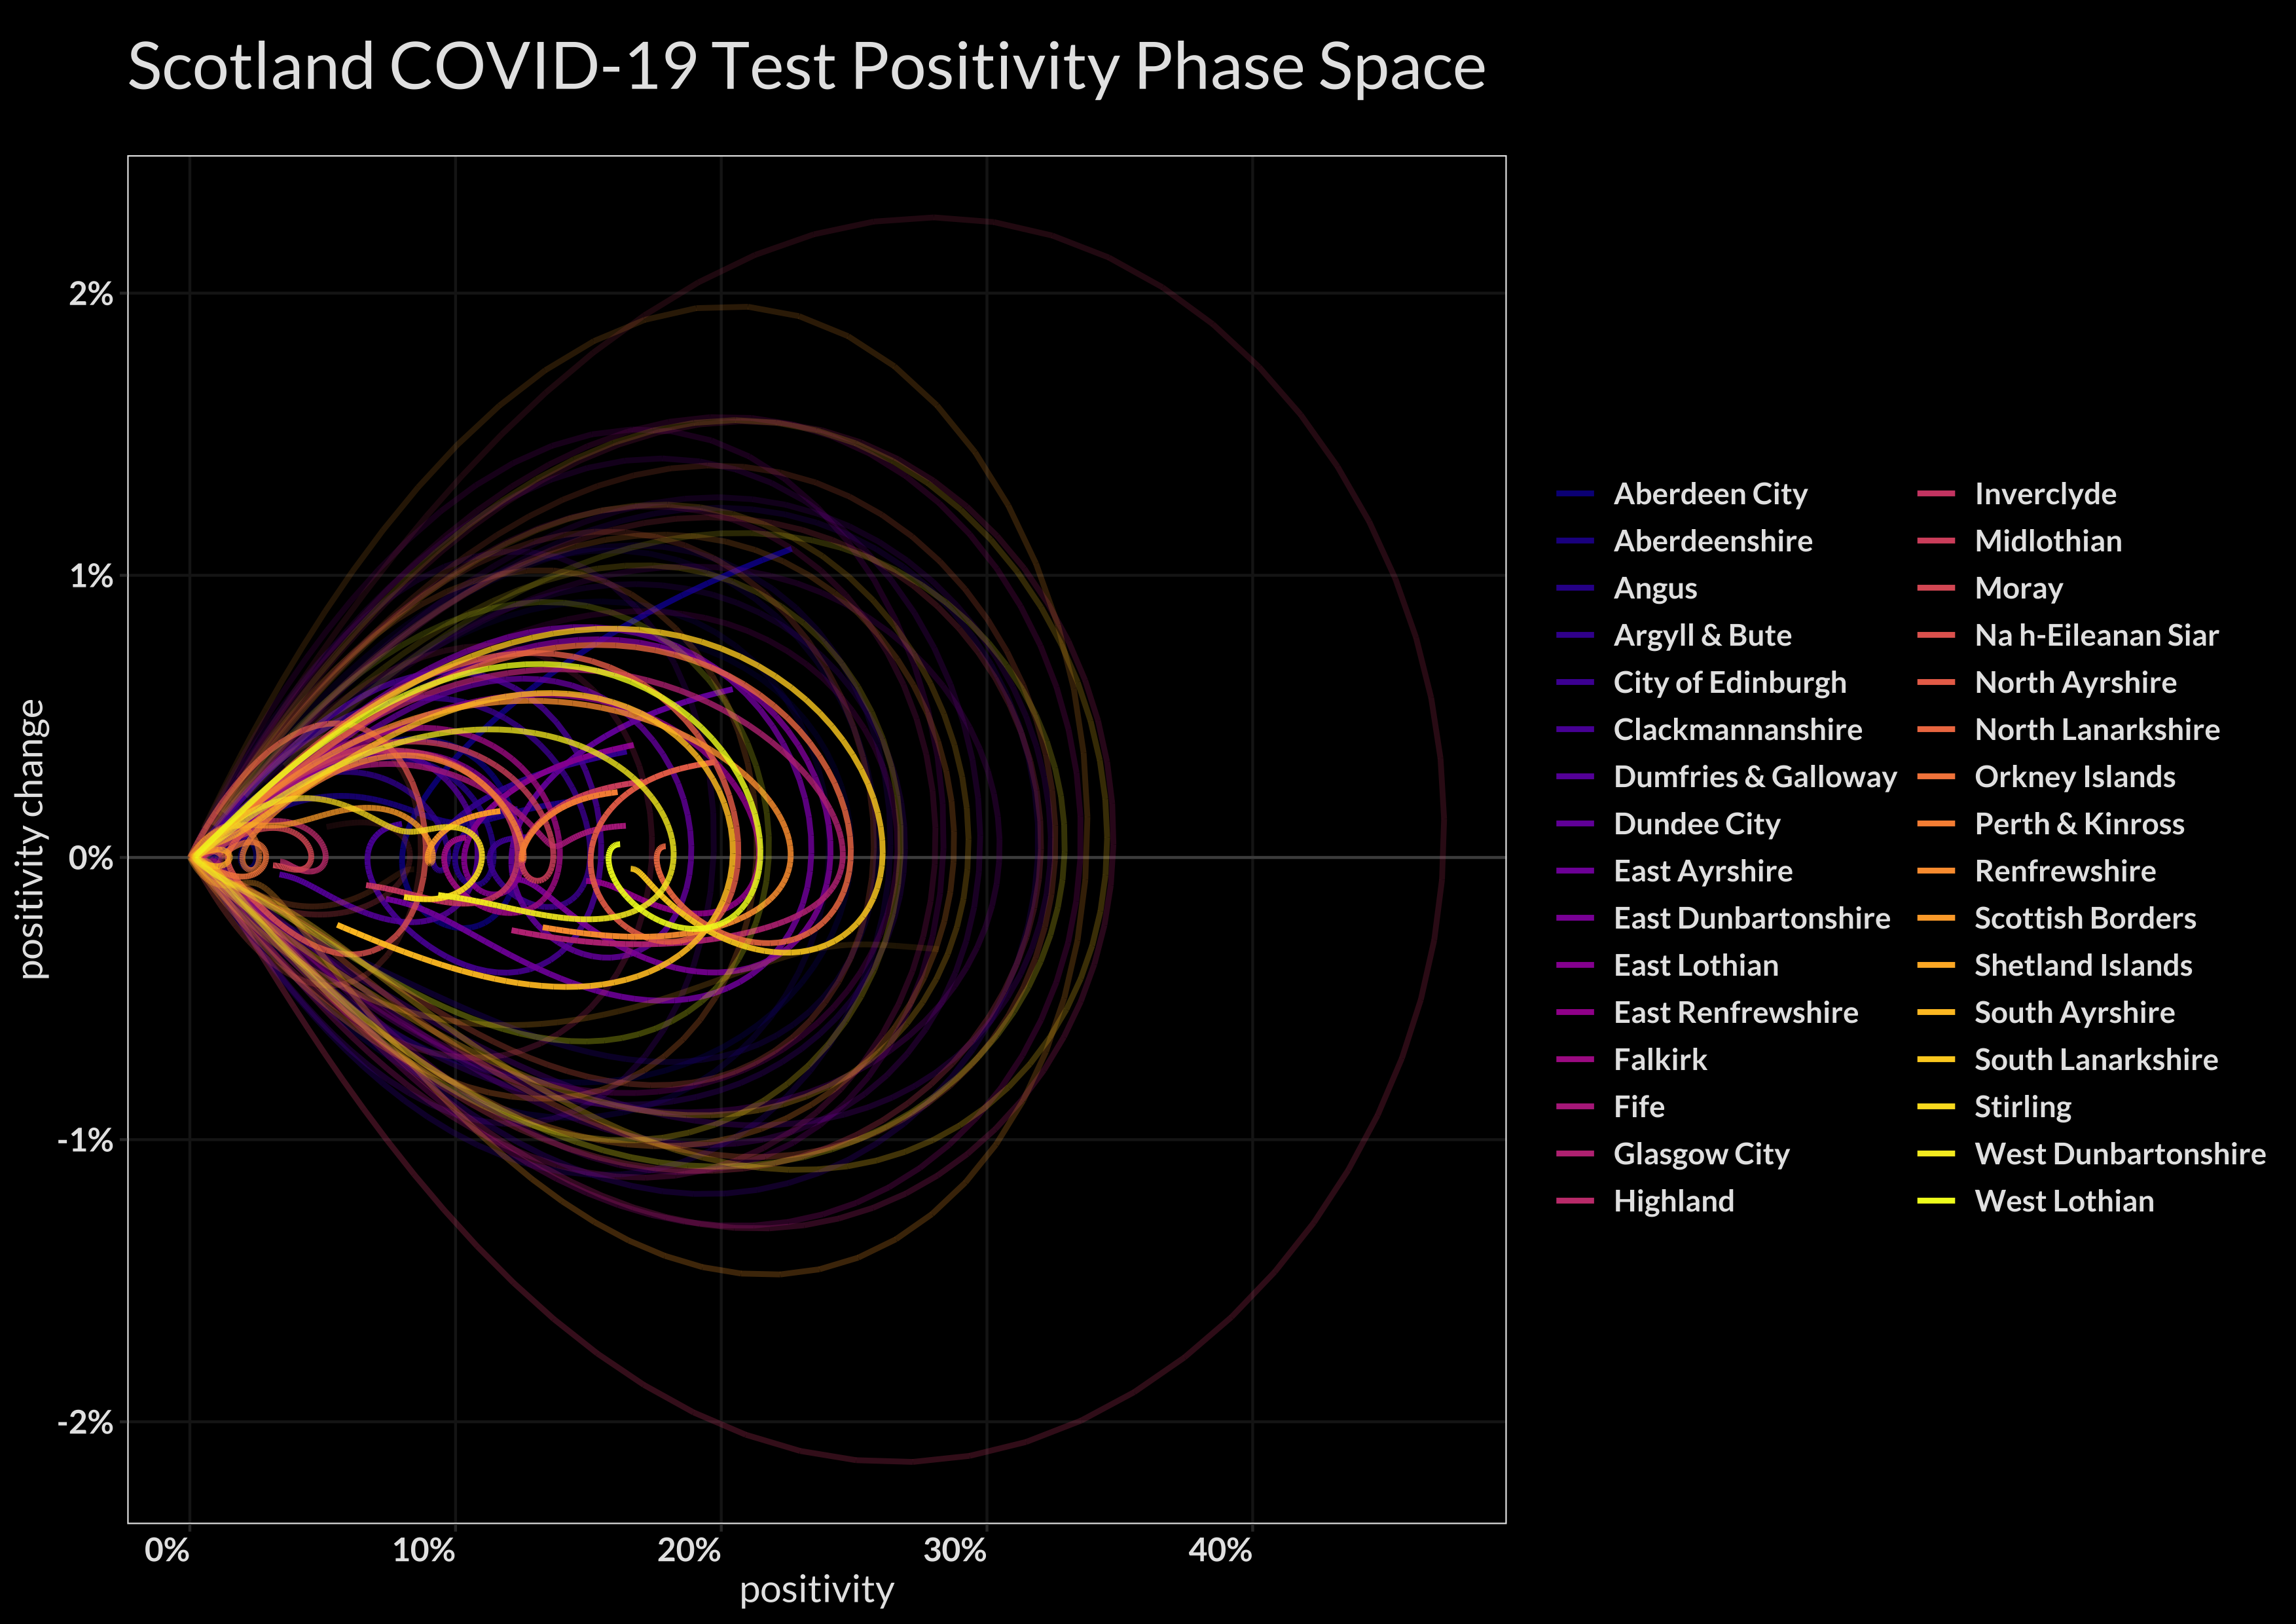 Scotland COVID-19 Test Positivity Phase Space
positivity change
2%
1%
0%
-1%
-2%
0%
10%
20%
30%
40%
positivity
Aberdeen City
Aberdeenshire
Angus
Argyll & Bute
City of Edinburgh
Clackmannanshire
Dumfries & Galloway
Dundee City
East Ayrshire
East Dunbartonshire
East Lothian
East Renfrewshire
Falkirk
Fife
Glasgow City
Highland
Inverclyde
Midlothian
Moray
Na h-Eileanan Siar
North Ayrshire
North Lanarkshire
Orkney Islands
Perth & Kinross
Renfrewshire
Scottish Borders
Shetland Islands
South Ayrshire
South Lanarkshire
Stirling
West Dunbartonshire
West Lothian